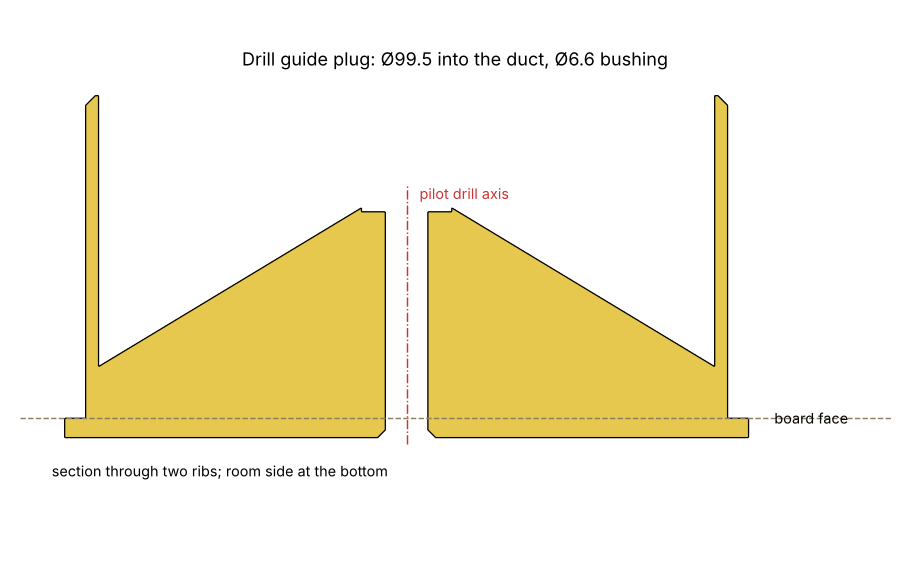 Drill guide plug: Ø99.5 into the duct, Ø6.6 bushing
pilot drill axis
board face
section through two ribs; room side at the bottom